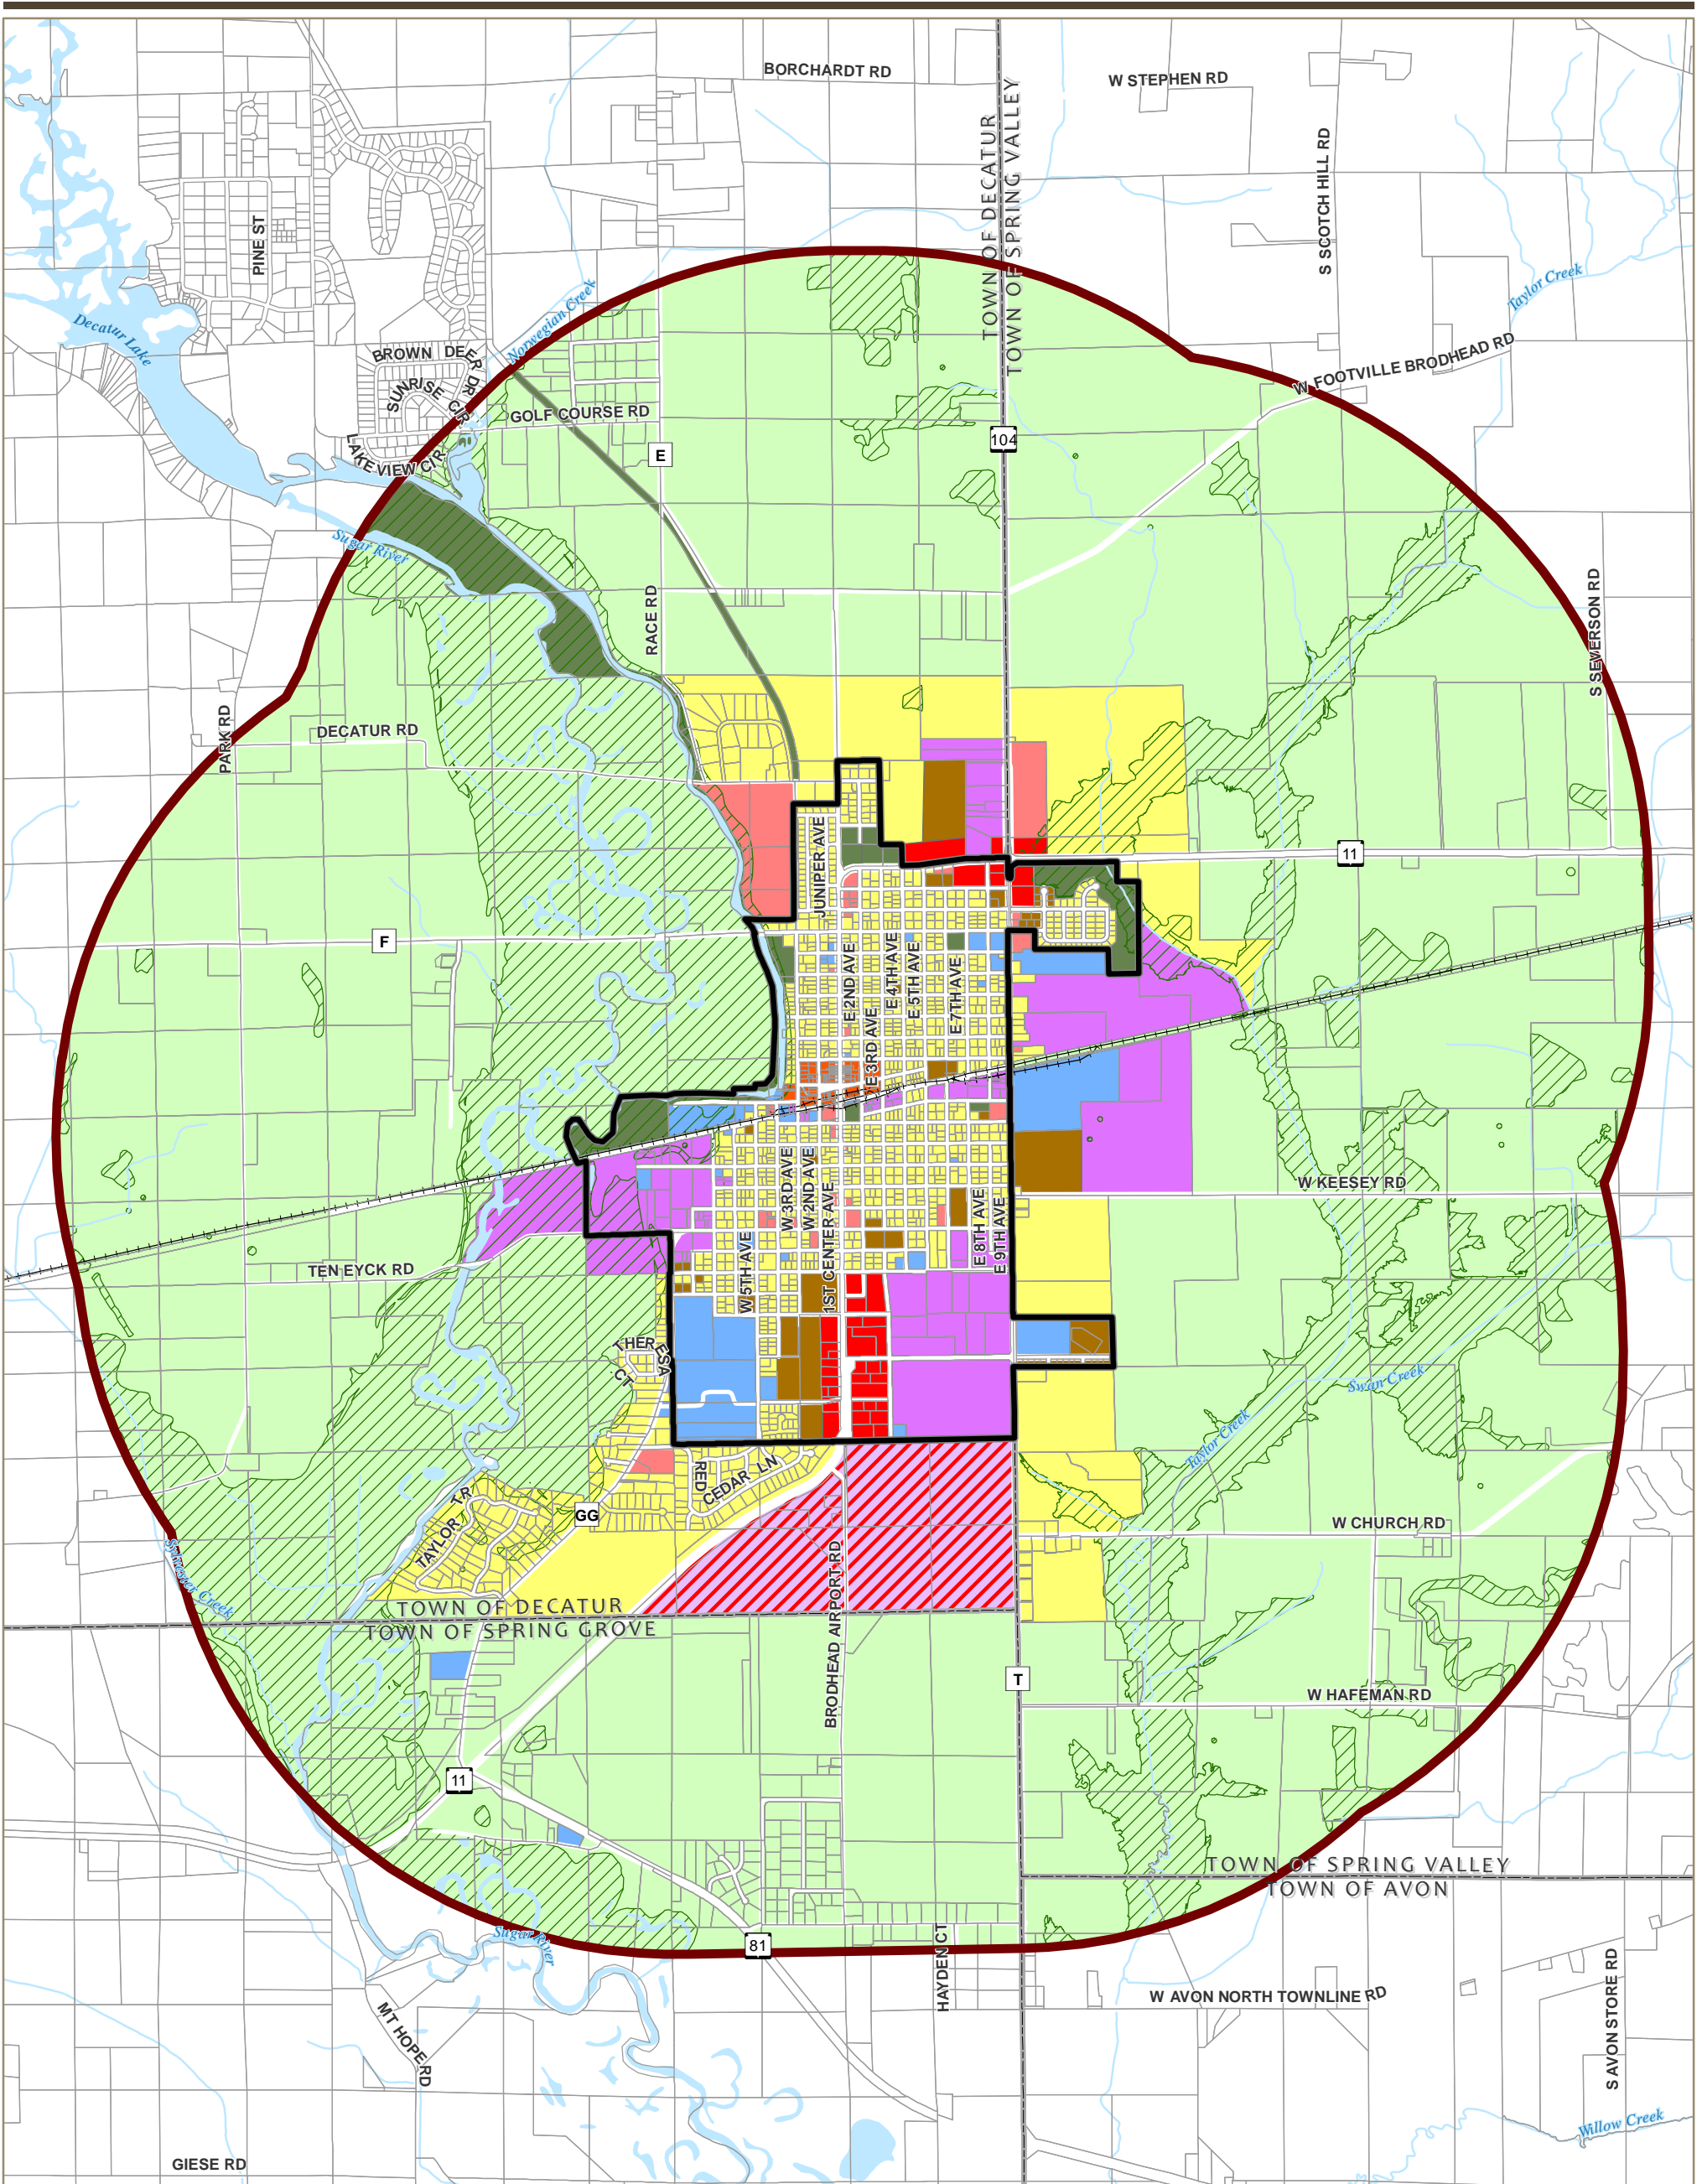 BORCHARDT RD
W STEPHEN RD
TOWN OF DECATUR
TOWN OF SPRING VALLEY
S SCOTCH HILL RD
PINE ST
Taylor Creek
Decatur Lake
Norwegian Creek
BROWN DEER DR
SUNRISE CIR
W FOOTVILLE BRODHEAD RD
GOLF COURSE RD
LAKE VIEW CIR
E
104
Sugar River
RACE RD
S SEVERSON RD
PARK RD
DECATUR RD
JUNIPER AVE
11
F
E 2ND AVE
E 4TH AVE
E 5TH AVE
E 7TH AVE
E 3RD AVE
W KEESEY RD
W 3RD AVE
W 2ND AVE
1ST CENTER AVE
E 8TH AVE
E 9TH AVE
W 5TH AVE
TEN EYCK RD
THERESA CT
Swan Creek
Taylor Creek
RED CEDAR LN
TAYLOR TR
GG
W CHURCH RD
BRODHEAD AIRPORT RD
Sylvester Creek
TOWN OF DECATUR
TOWN OF SPRING GROVE
T
W HAFEMAN RD
11
TOWN OF SPRING VALLEY
TOWN OF AVON
Sugar River
81
HAYDEN CT
W AVON NORTH TOWNLINE RD
S AVON STORE RD
MT HOPE RD
Willow Creek
GIESE RD